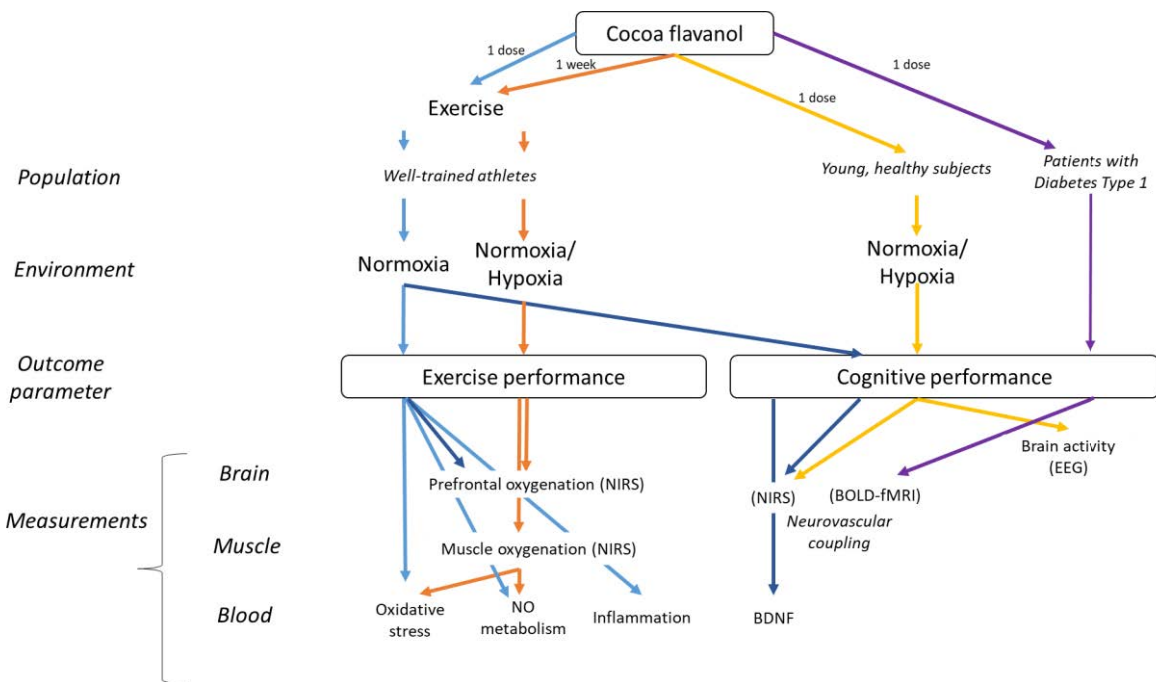 Cocoa flavanol
1 dose
1 week
1 dose
1 dose
Exercise
Population
Well-trained athletes
Young, healthy subjects
Patients with
Diabetes Type 1
Environment
Normoxia
Normoxia/
Hypoxia
Normoxia/
Hypoxia
Outcome
parameter
Exercise performance
Cognitive performance
Measurements
Brain
Prefrontal oxygenation (NIRS)
(NIRS)
(BOLD-fMRI)
Neurovascular
coupling
Brain activity
(EEG)
Muscle
Muscle oxygenation (NIRS)
Blood
Oxidative
stress
NO
metabolism
Inflammation
BDNF